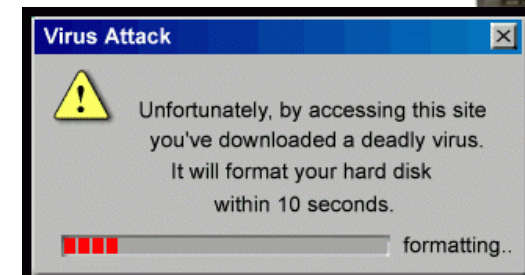 Virus Attack
Unfortunately, by accessing this site
you've downloaded a deadly virus.
It will format your hard disk
within 10 seconds.
formatting..